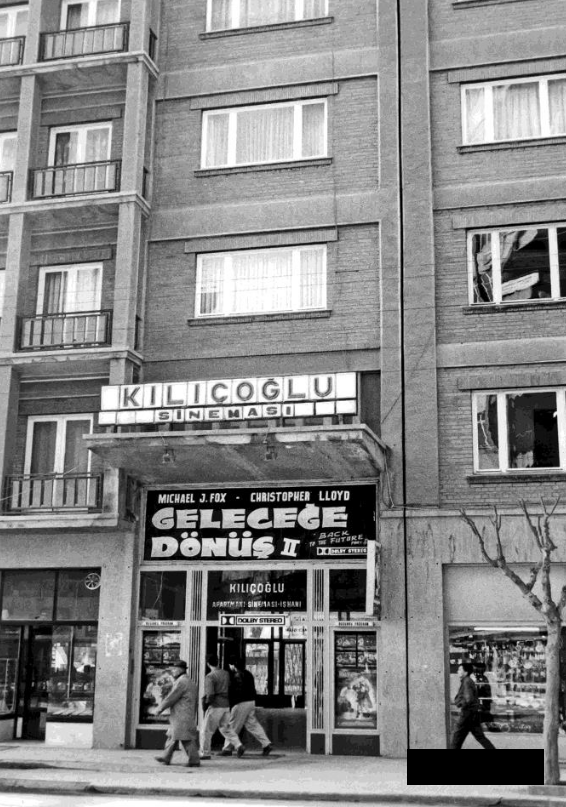 KILIÇOĞLU
SİNEMASI
MICHAEL J. FOX - CHRISTOPHER LLOYD
GELECEĞE
DÖNÜŞ II
BACK
TO THE FUTURE
DOLBY STEREO
KILIÇOĞLU
APARTMANI-SİNEMASI-İŞHANI
DOLBY STEREO